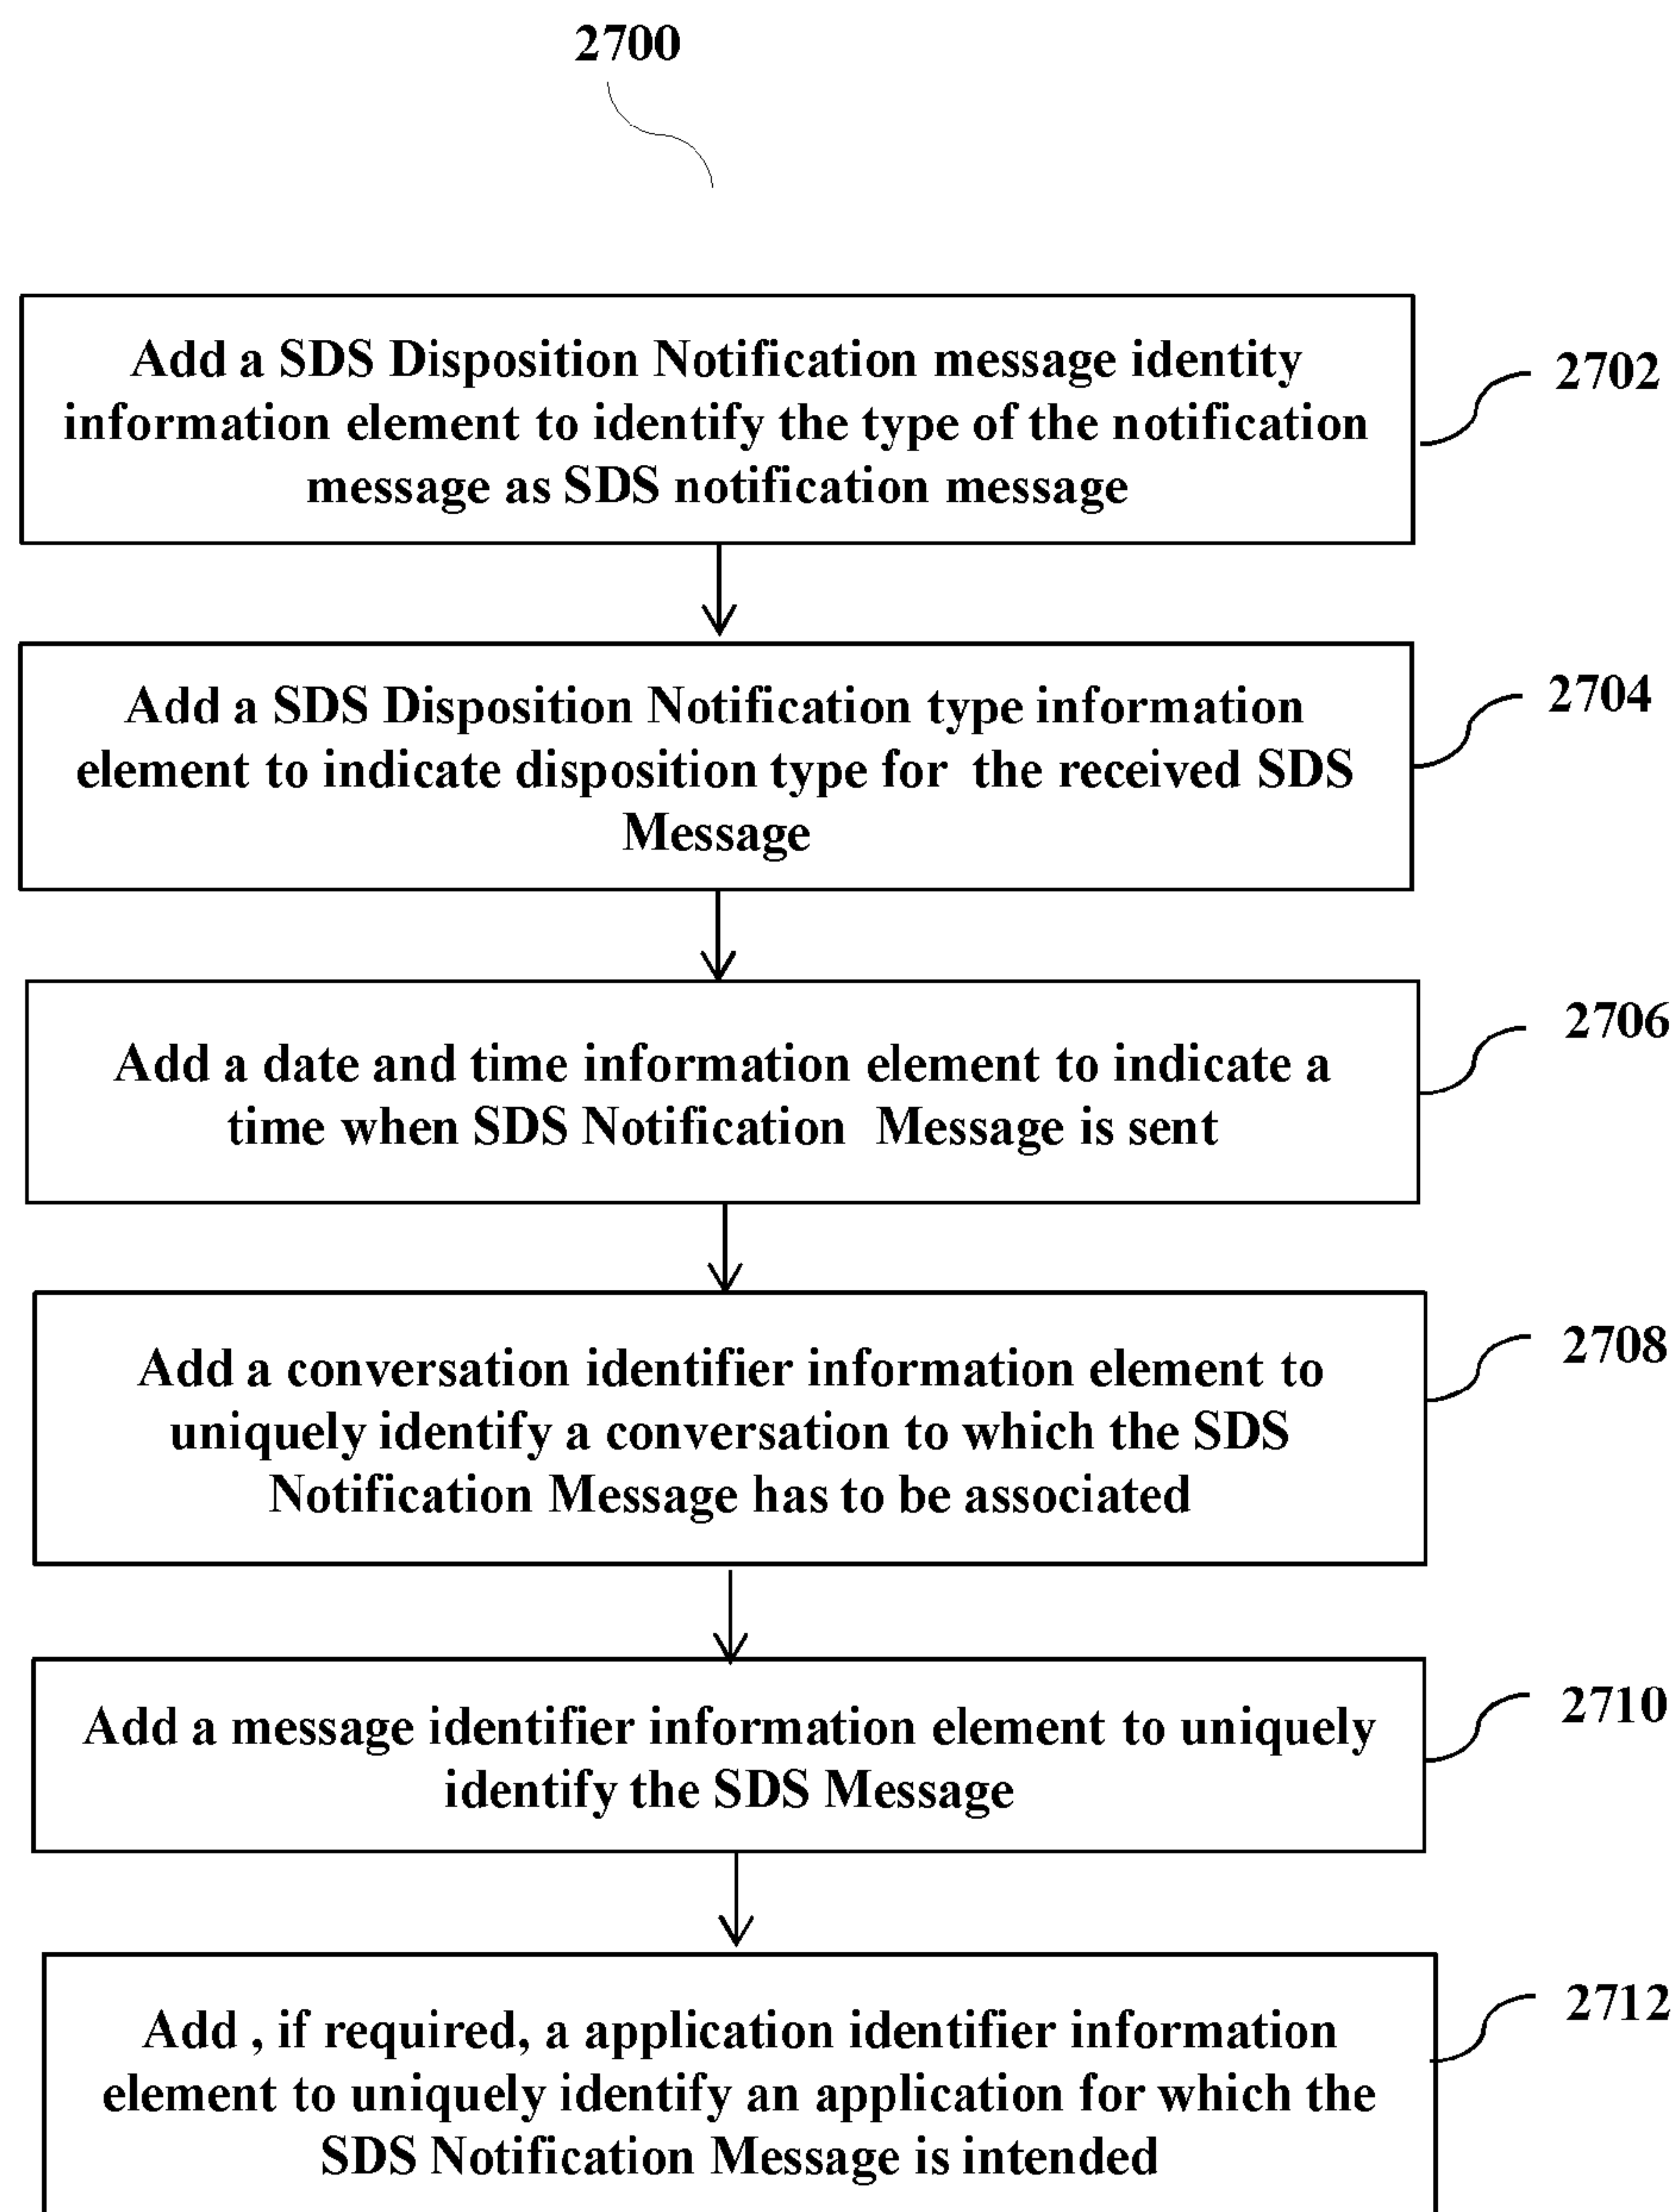 2700
Add a SDS Disposition Notification message identity
information element to identify the type of the notification
message as SDS notification message
2702
Add a SDS Disposition Notification type information
element to indicate disposition type for the received SDS
Message
2704
Add a date and time information element to indicate a
time when SDS Notification Message is sent
2706
Add a conversation identifier information element to
uniquely identify a conversation to which the SDS
Notification Message has to be associated
2708
Add a message identifier information element to uniquely
identify the SDS Message
2710
Add , if required, a application identifier information
element to uniquely identify an application for which the
SDS Notification Message is intended
2712